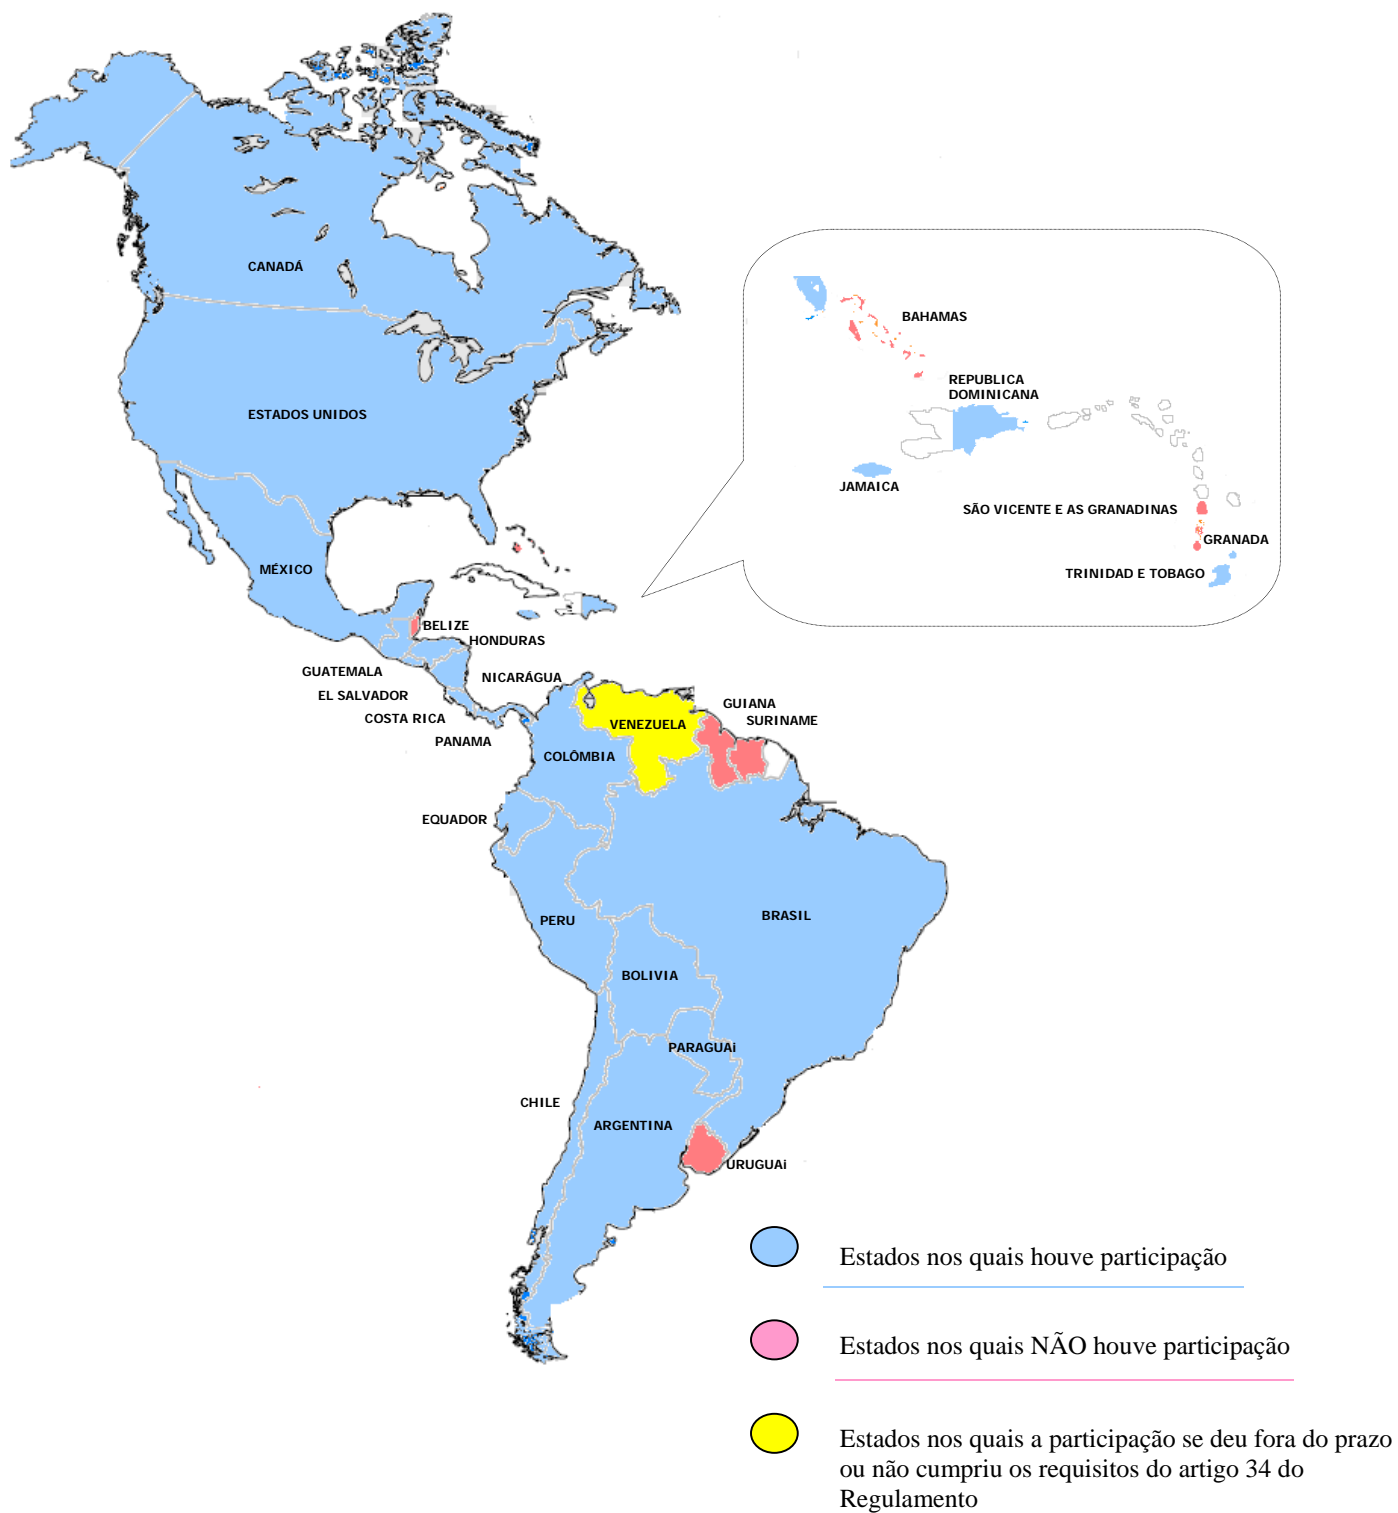 CANADÁ
ESTADOS UNIDOS
MÉXICO
BAHAMAS
REPUBLICA
DOMINICANA
JAMAICA
SÃO VICENTE E AS GRANADINAS
GRANADA
TRINIDAD E TOBAGO
BELIZE
HONDURAS
GUATEMALA
NICARÁGUA
EL SALVADOR
COSTA RICA
PANAMA
GUIANA
SURINAME
VENEZUELA
COLÔMBIA
EQUADOR
PERU
BRASIL
BOLIVIA
PARAGUAi
CHILE
ARGENTINA
URUGUAi
Estados nos quais houve participação
Estados nos quais NÃO houve participação
Estados nos quais a participação se deu fora do prazo
ou não cumpriu os requisitos do artigo 34 do
Regulamento